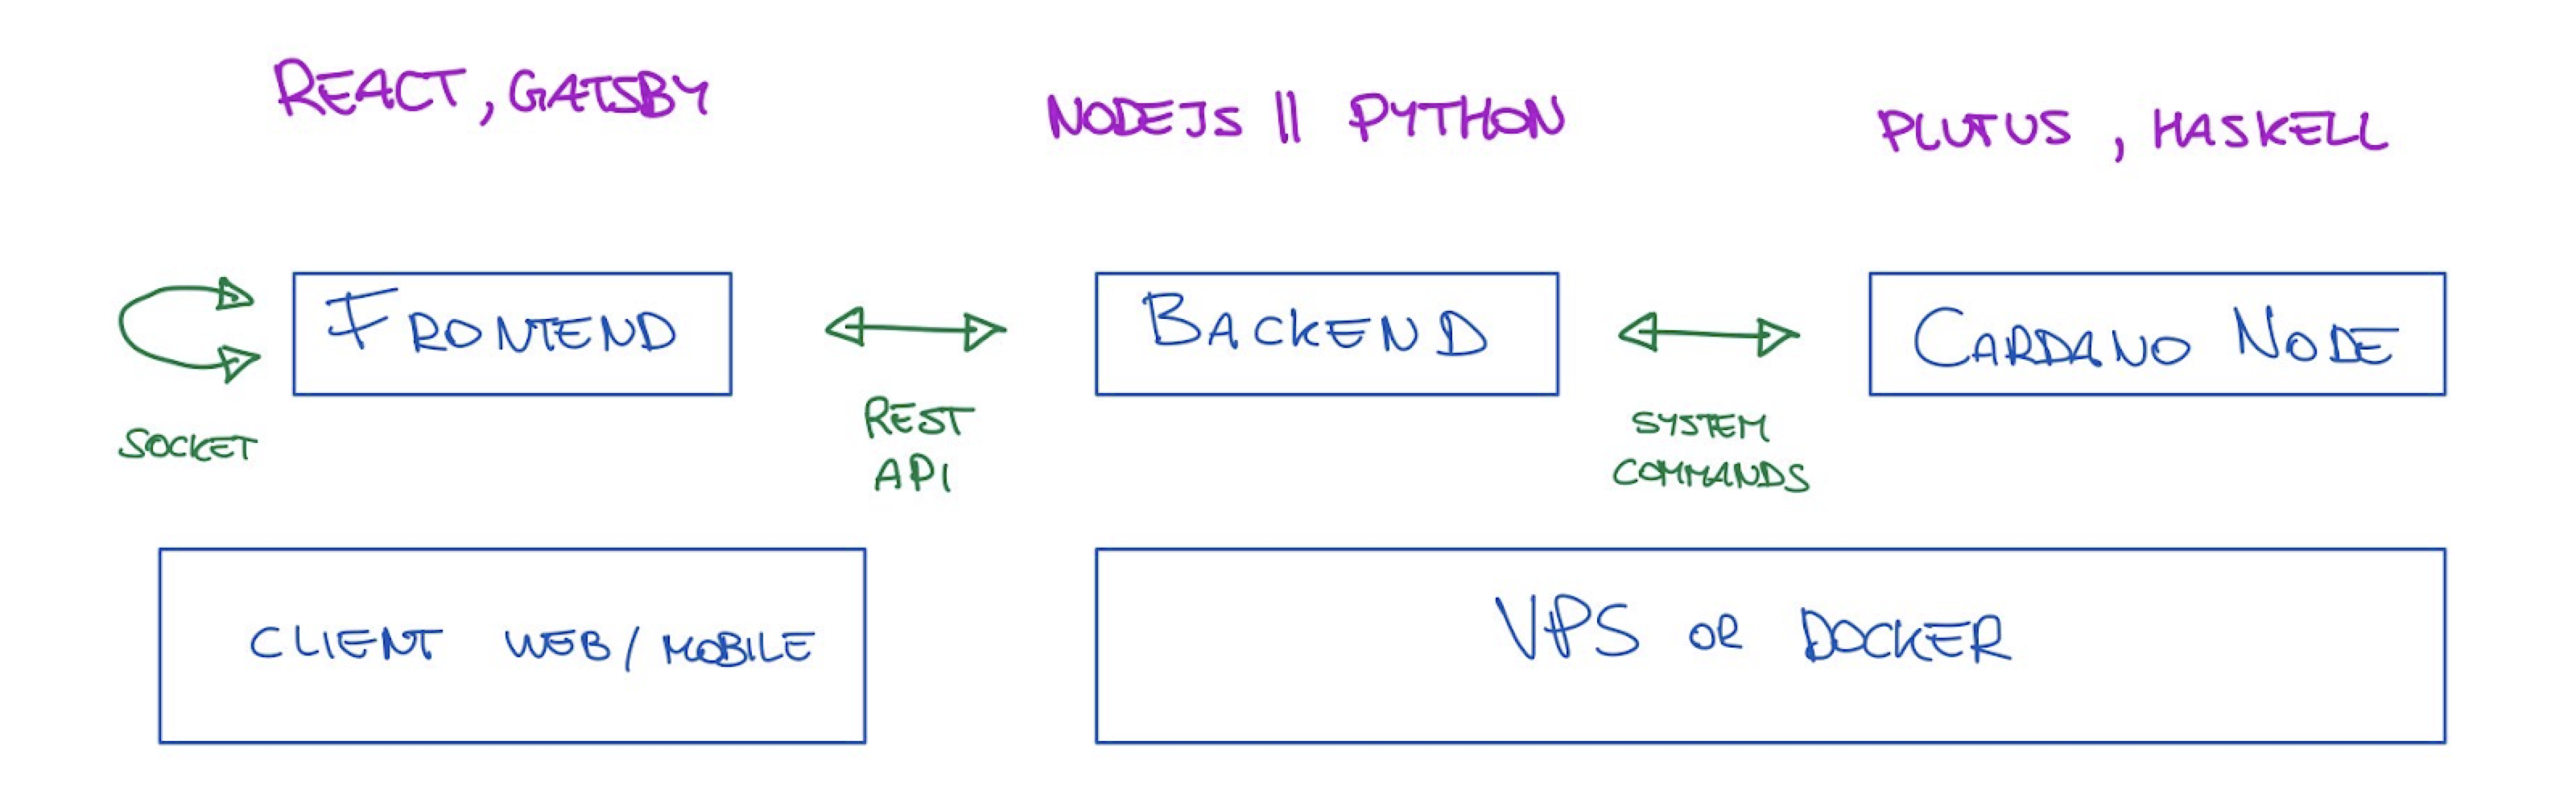 REACT, GATSBY
NODEJS || PYTHON
PLUTUS, HASKELL
FRONTEND
BACKEND
CARDANO NODE
SOCKET
REST
API
SYSTEM
COMMANDS
CLIENT WEB/MOBILE
VPS OR DOCKER